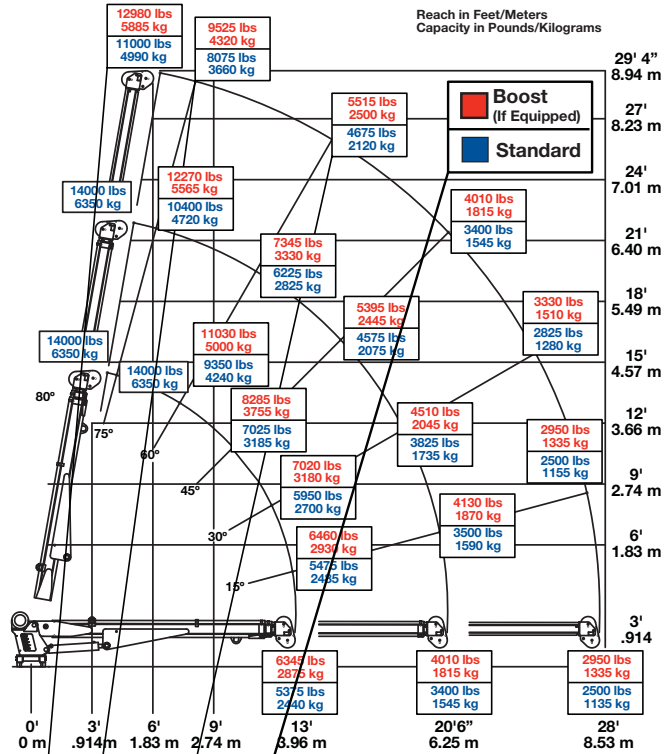 Reach in Feet/Meters
Capacity in Pounds/Kilograms
12980 lbs
5885 kg
11000 lbs
4990 kg
9525 lbs
4320 kg
8075 lbs
3660 kg
29' 4”
8.94 m
5515 lbs
2500 kg
4675 lbs
2120 kg
Boost
(If Equipped)
Standard
27'
8.23 m
24'
7.01 m
14000 lbs
6350 kg
12270 lbs
5565 kg
10400 lbs
4720 kg
4010 lbs
1815 kg
3400 lbs
1545 kg
21'
6.40 m
7345 lbs
3330 kg
6225 lbs
2825 kg
18'
5.49 m
5395 lbs
2445 kg
4575 lbs
2075 kg
3330 lbs
1510 kg
2825 lbs
1280 kg
14000 lbs
6350 kg
11030 lbs
5000 kg
9350 lbs
4240 kg
15'
4.57 m
14000 lbs
6350 kg
80º
75º
60º
45º
30º
15º
8285 lbs
3755 kg
7025 lbs
3185 kg
4510 lbs
2045 kg
3825 lbs
1735 kg
12'
3.66 m
2950 lbs
1335 kg
2500 lbs
1155 kg
7020 lbs
3180 kg
5950 lbs
2700 kg
9'
2.74 m
4130 lbs
1870 kg
3500 lbs
1590 kg
6460 lbs
2930 kg
5475 lbs
2485 kg
6'
1.83 m
3'
.914
6345 lbs
2875 kg
5375 lbs
2440 kg
4010 lbs
1815 kg
3400 lbs
1545 kg
2950 lbs
1335 kg
2500 lbs
1135 kg
0' 3' 6' 9' 13' 20'6” 28'
0 m .914 m 1.83 m 2.74 m 3.96 m 6.25 m 8.53 m